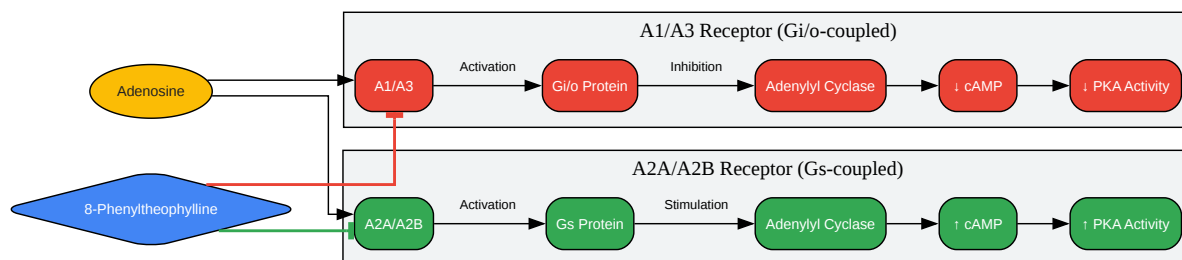 A1/A3 Receptor (Gi/o-coupled)
Adenosine
A1/A3
Activation
Gi/o Protein
Inhibition
Adenylyl Cyclase
↓ cAMP
↓ PKA Activity
A2A/A2B Receptor (Gs-coupled)
8-Phenyltheophylline
A2A/A2B
Activation
Gs Protein
Stimulation
Adenylyl Cyclase
↑ cAMP
↑ PKA Activity